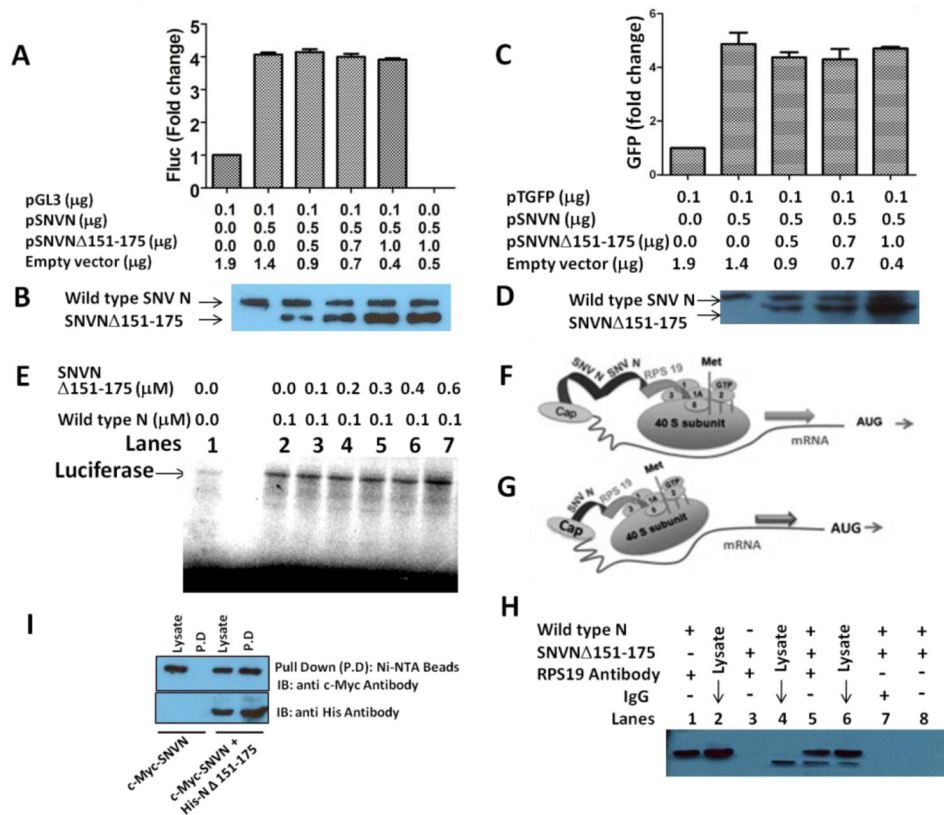 A
Fluc (Fold change)
5
4
3
2
1
0
pGL3 (µg) 0.1 0.1 0.1 0.1 0.1 0.0
pSNVN (µg) 0.0 0.5 0.5 0.5 0.5 0.5
pSNVNΔ151-175 (µg) 0.0 0.0 0.5 0.7 1.0 1.0
Empty vector (µg) 1.9 1.4 0.9 0.7 0.4 0.5
B
Wild type SNV N
SNVNΔ151-175
C
GFP (fold change)
6
4
2
0
pTGFP (µg) 0.1 0.1 0.1 0.1 0.1
pSNVN (µg) 0.0 0.5 0.5 0.5 0.5
pSNVNΔ151-175 (µg) 0.0 0.0 0.5 0.7 1.0
Empty vector (µg) 1.9 1.4 0.9 0.7 0.4
D
Wild type SNV N
SNVNΔ151-175
E
SNVN
Δ151-175 (µM) 0.0 0.0 0.1 0.2 0.3 0.4 0.6
Wild type N (µM) 0.0 0.1 0.1 0.1 0.1 0.1 0.1
Lanes 1 2 3 4 5 6 7
Luciferase
F
SNV N SNV N RPS 19
Met
GTP
1
3 1A 2
5
Cap
40 S subunit
mRNA
AUG
G
SNV N RPS 19
Met
GTP
1
3 1A 2
5
Cap
40 S subunit
mRNA
AUG
H
Wild type N + Lysate - Lysate + Lysate + +
SNVNΔ151-175 - + + + +
RPS19 Antibody + + + - -
IgG - - - + -
Lanes 1 2 3 4 5 6 7 8
I
Lysate P.D Lysate P.D
Pull Down (P.D): Ni-NTA Beads
IB: anti c-Myc Antibody
IB: anti His Antibody
c-Myc-SNVN
c-Myc-SNVN +
His-N Δ 151-175